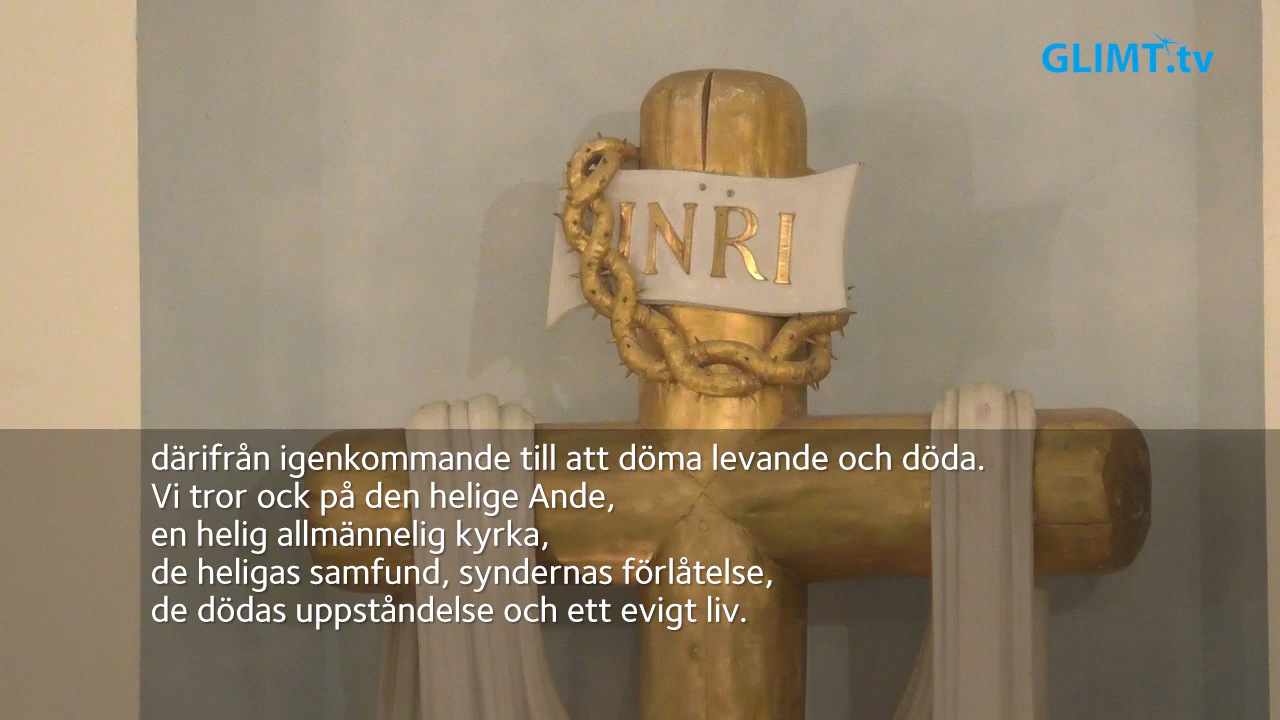 GLIMT.tv
INRI
därifrån igenkommande till att döma levande och döda.
Vi tror ock på den helige Ande,
en helig allmännelig kyrka,
de heligas samfund, syndernas förlåtelse,
de dödas uppståndelse och ett evigt liv.